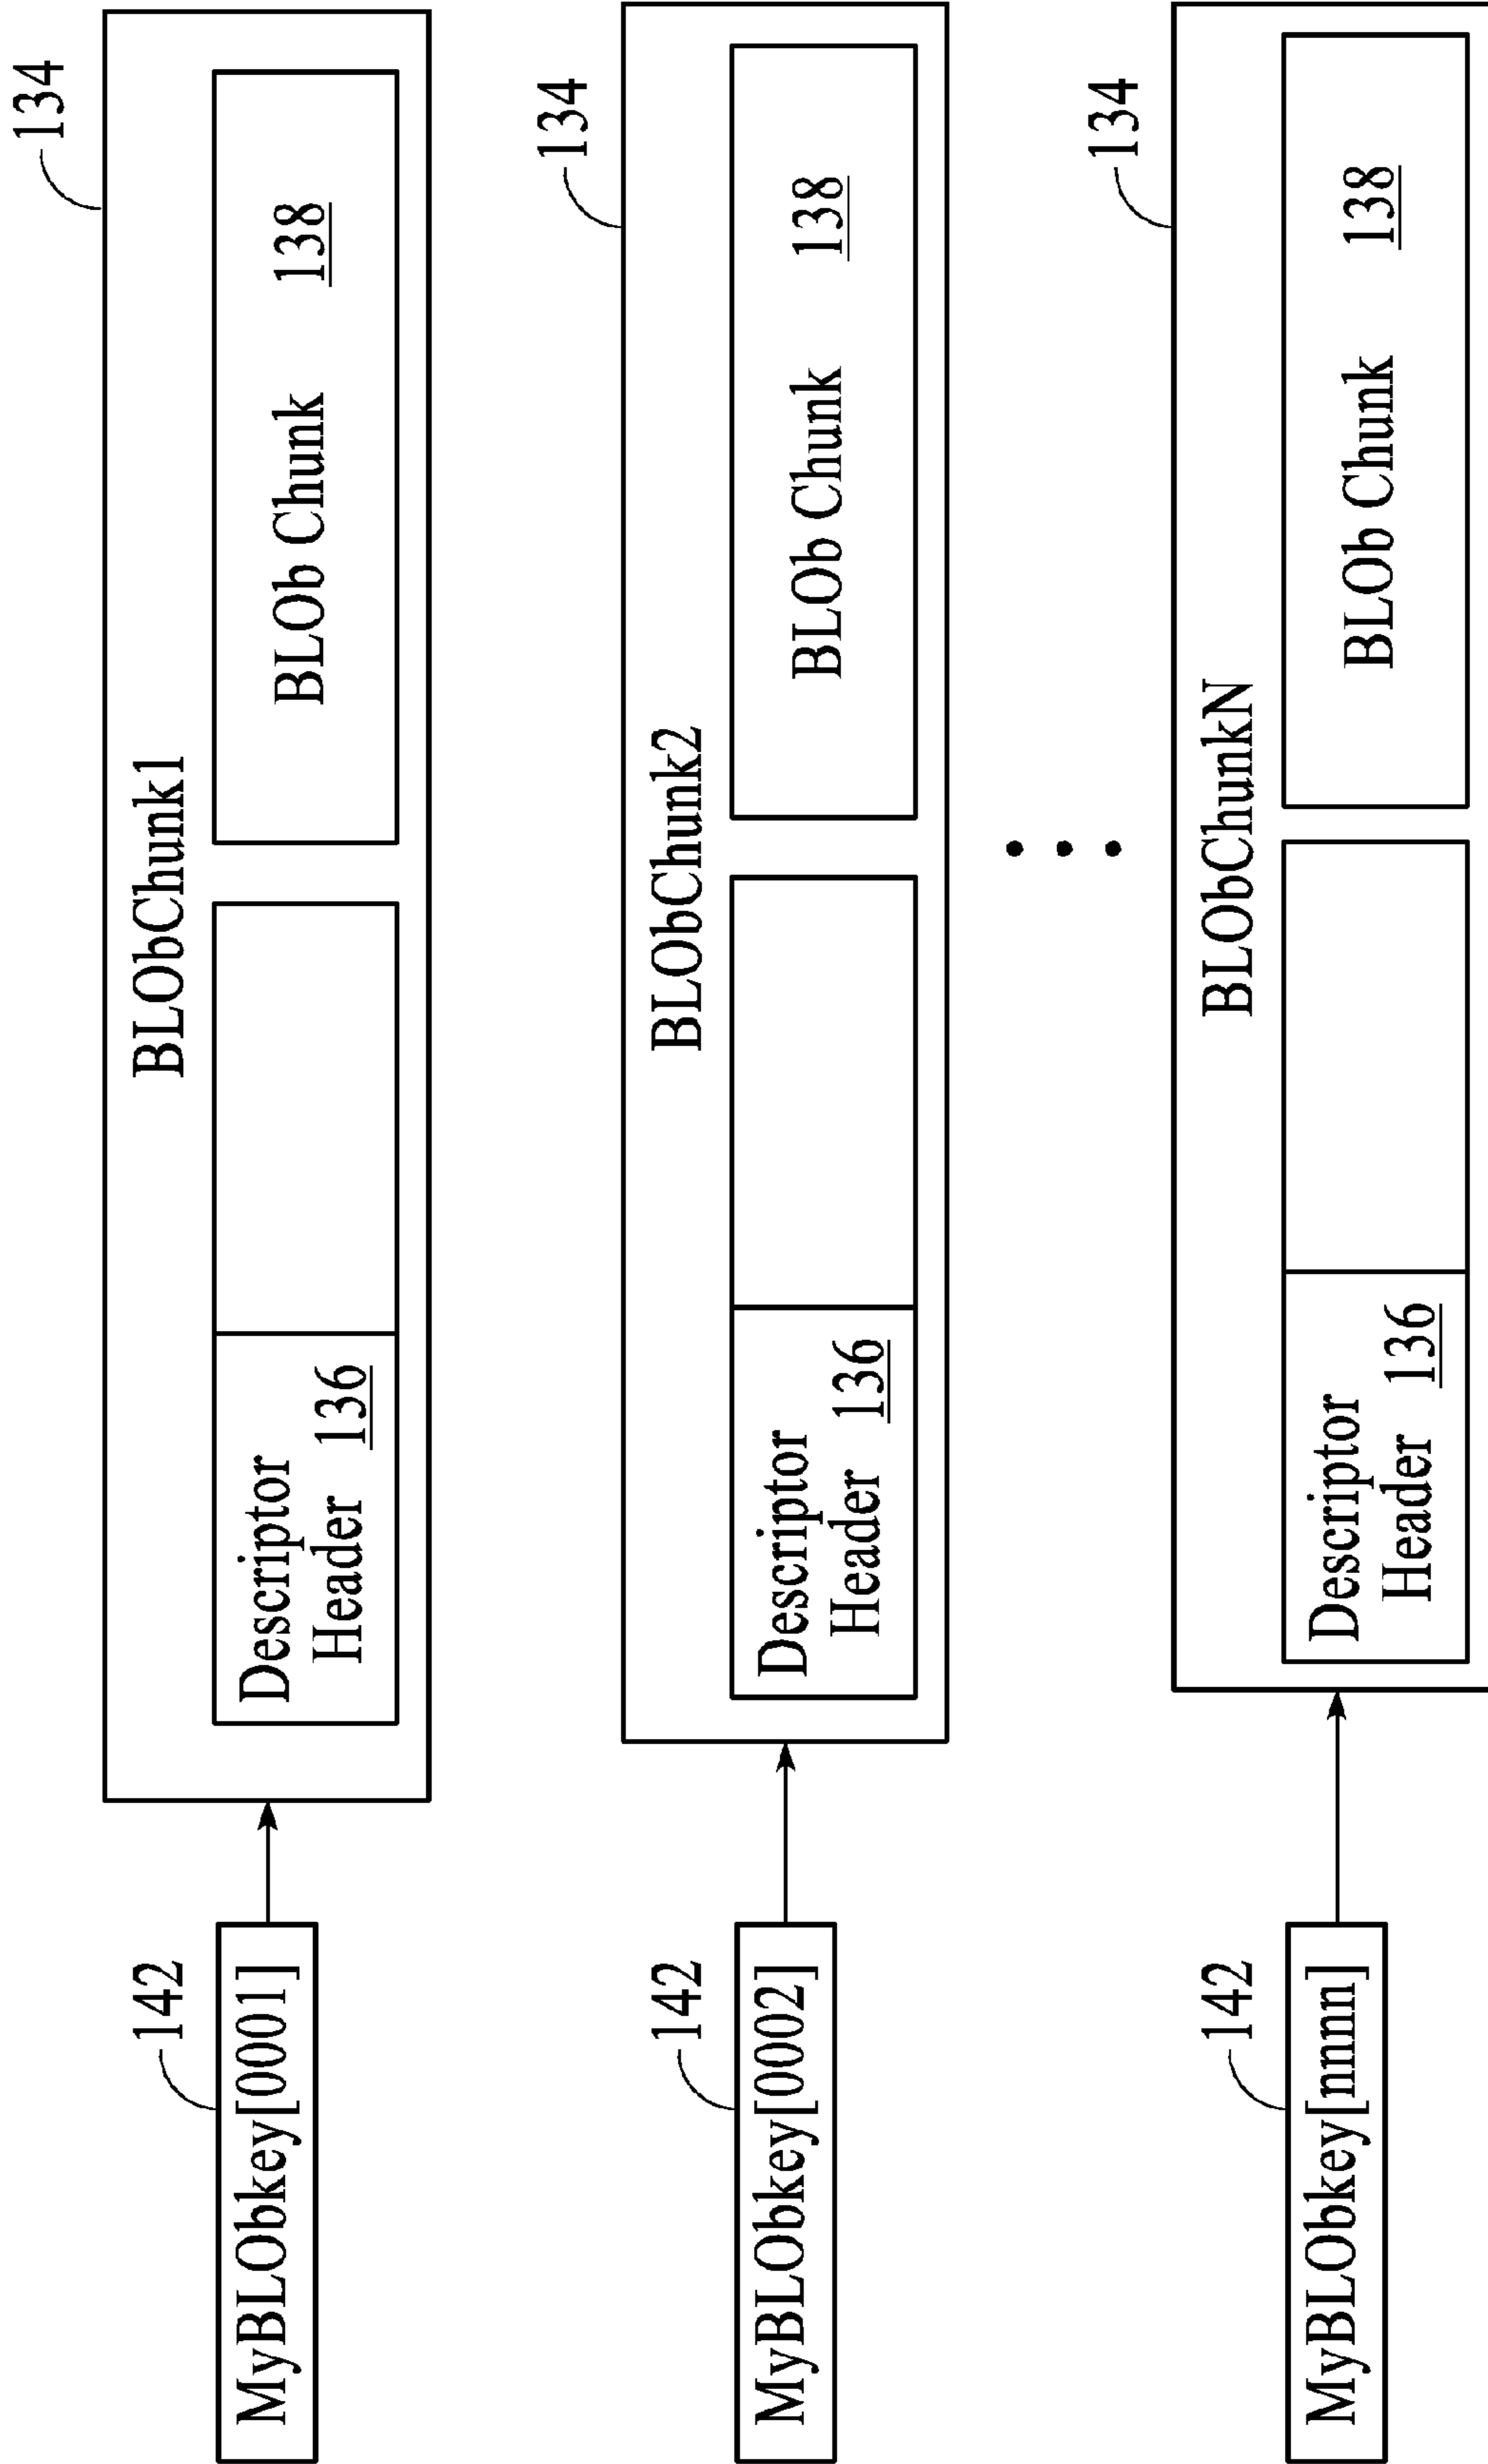 134
BLObChunk1
142
MyBLObkey[0001]
Descriptor
Header 136
BLOb Chunk 138
134
BLObChunk2
142
MyBLObkey[0002]
Descriptor
Header 136
BLOb Chunk 138
134
BLObChunkN
142
MyBLObkey[nnnn]
Descriptor
Header 136
BLOb Chunk 138